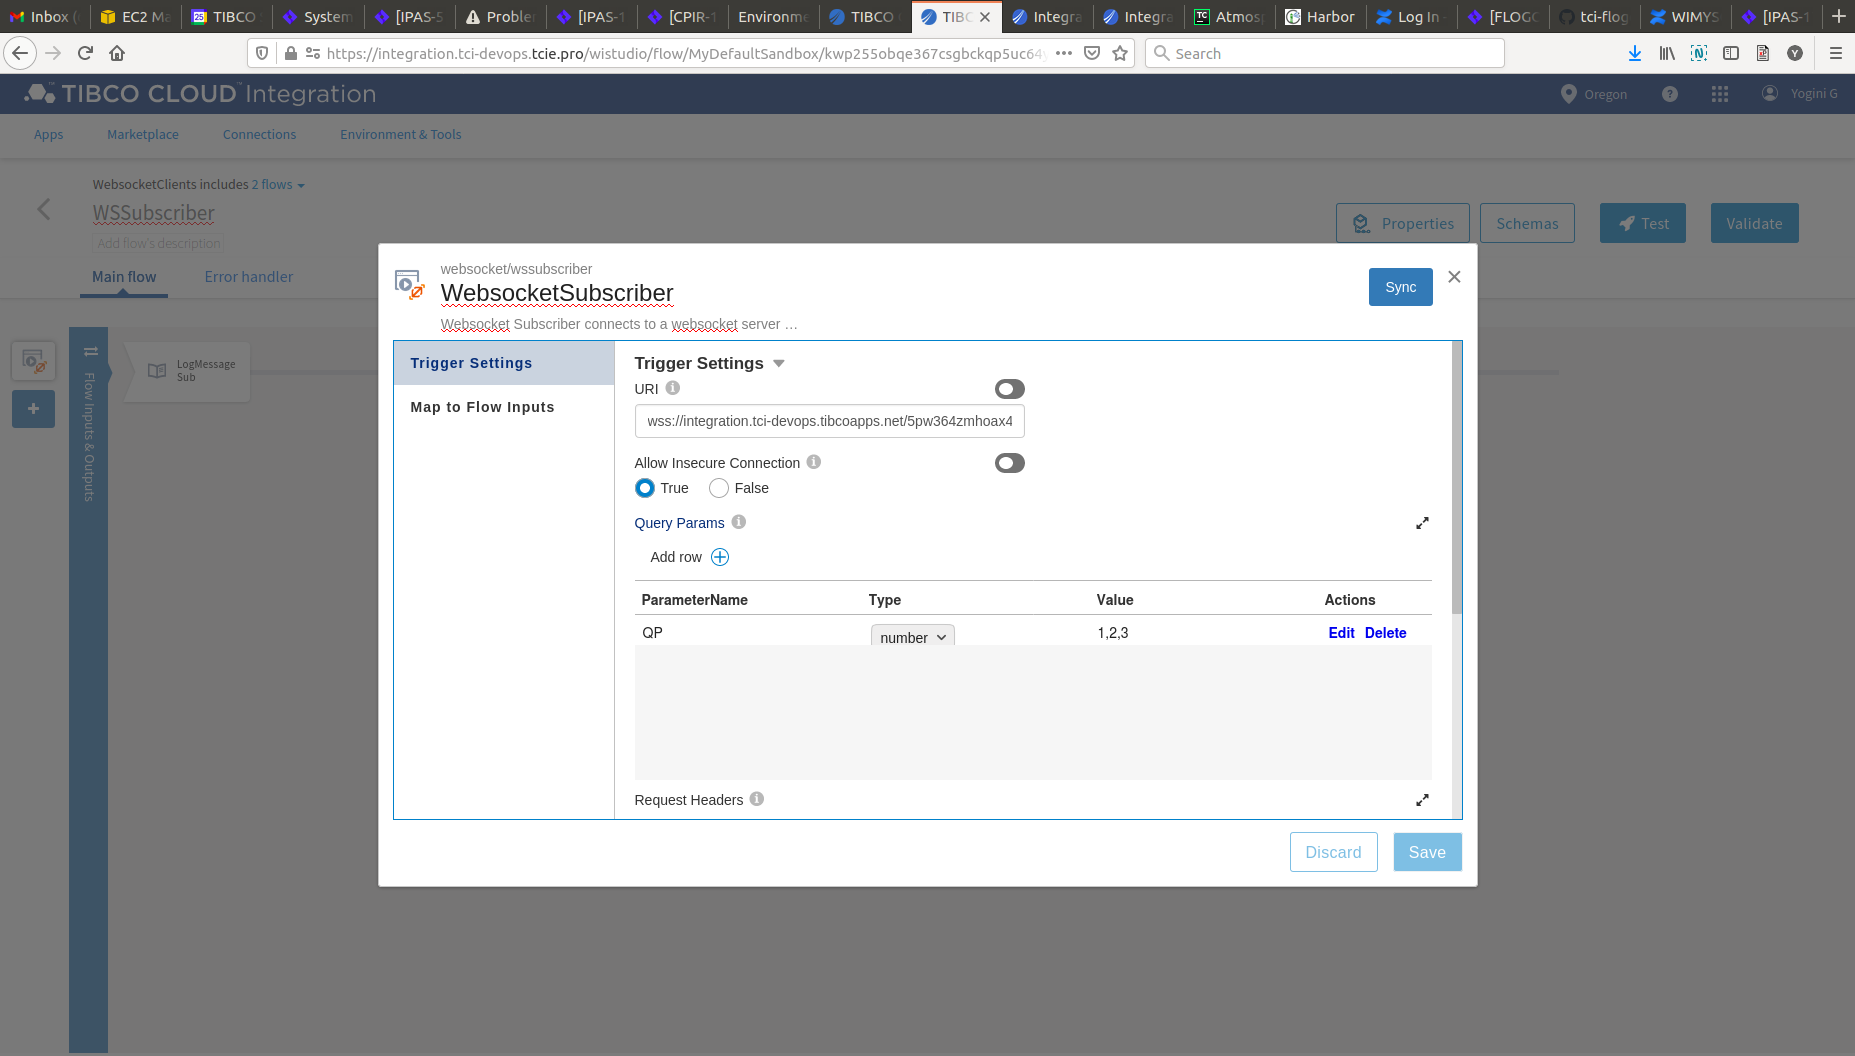 Inbox (
EC2 Ma
25
TIBCO
System
[IPAS-5
Proble
[IPAS-1
[CPIR-1
Environme
TIBCO
TIBC
Integra
Integra
TC
Atmos
Harbor
Log In
[FLOGO
tci-flog
WIMYS
[IPAS-1
https://integration.tci-devops.tcie.pro/wistudio/flow/MyDefaultSandbox/kwp255obqe367csgbckqp5uc64
Search
TIBCO CLOUD™ Integration
Oregon
Yogini G
Apps
Marketplace
Connections
Environment & Tools
WebsocketClients includes 2 flows
WSSubscriber
Add flow's description
Properties
Schemas
Test
Validate
Main flow
Error handler
Flow Inputs & Outputs
LogMessage
Sub
websocket/wssubscriber
WebsocketSubscriber
Websocket Subscriber connects to a websocket server …
Sync
Trigger Settings
Map to Flow Inputs
Trigger Settings
URI
wss://integration.tci-devops.tibcoapps.net/5pw364zmhoax4
Allow Insecure Connection
True
False
Query Params
Add row
ParameterName
Type
Value
Actions
QP
number
1,2,3
Edit
Delete
Request Headers
Discard
Save